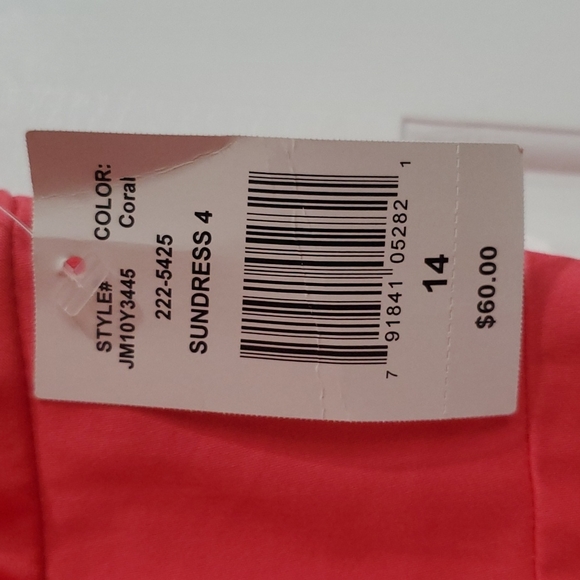 STYLE# COLOR:
JM10Y3445 Coral
222-5425
SUNDRESS 4
7 91841 05282 1
14
$60.00